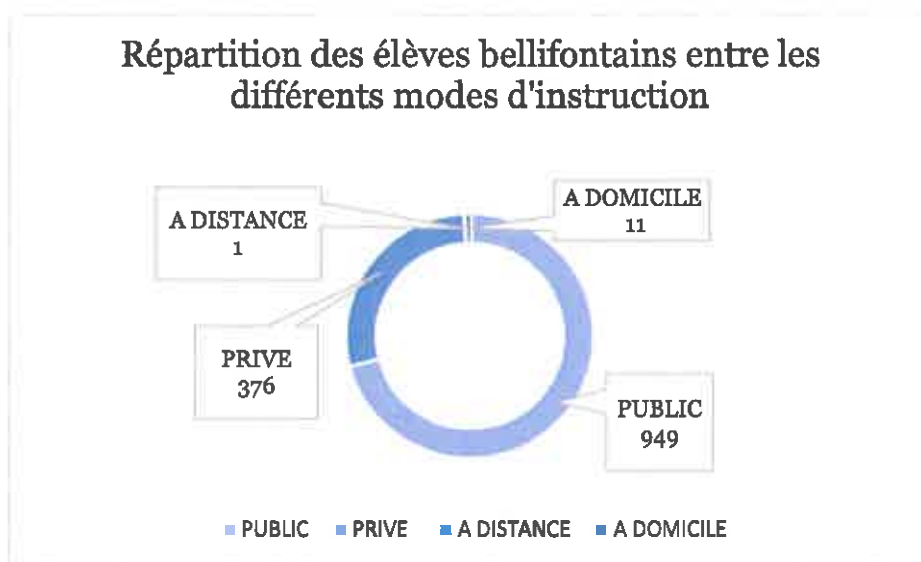 Répartition des élèves bellifontains entre les
différents modes d'instruction
A DISTANCE
1
A DOMICILE
11
PRIVE
376
PUBLIC
949
PUBLIC PRIVE A DISTANCE A DOMICILE